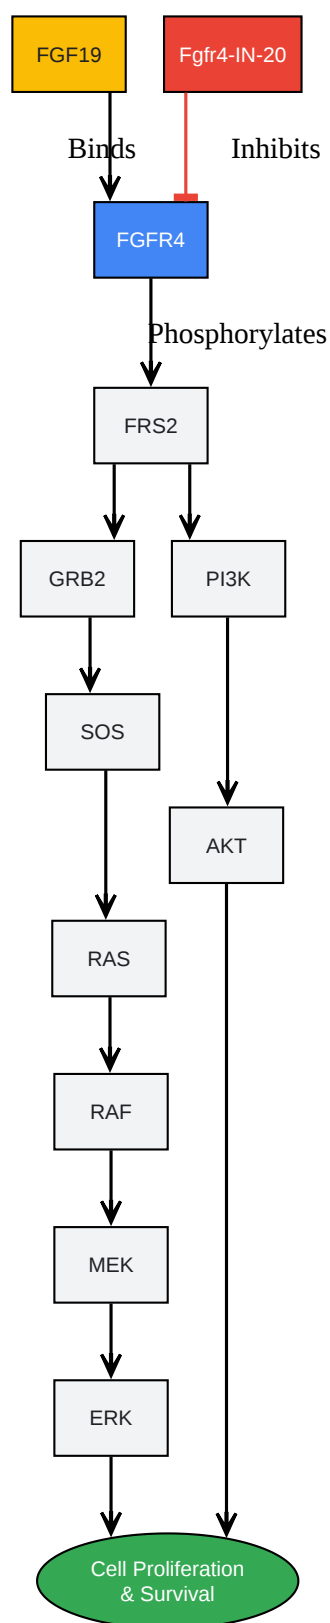 FGF19
Fgfr4-IN-20
Binds
Inhibits
FGFR4
Phosphorylates
FRS2
GRB2
PI3K
SOS
AKT
RAS
RAF
MEK
ERK
Cell Proliferation
& Survival